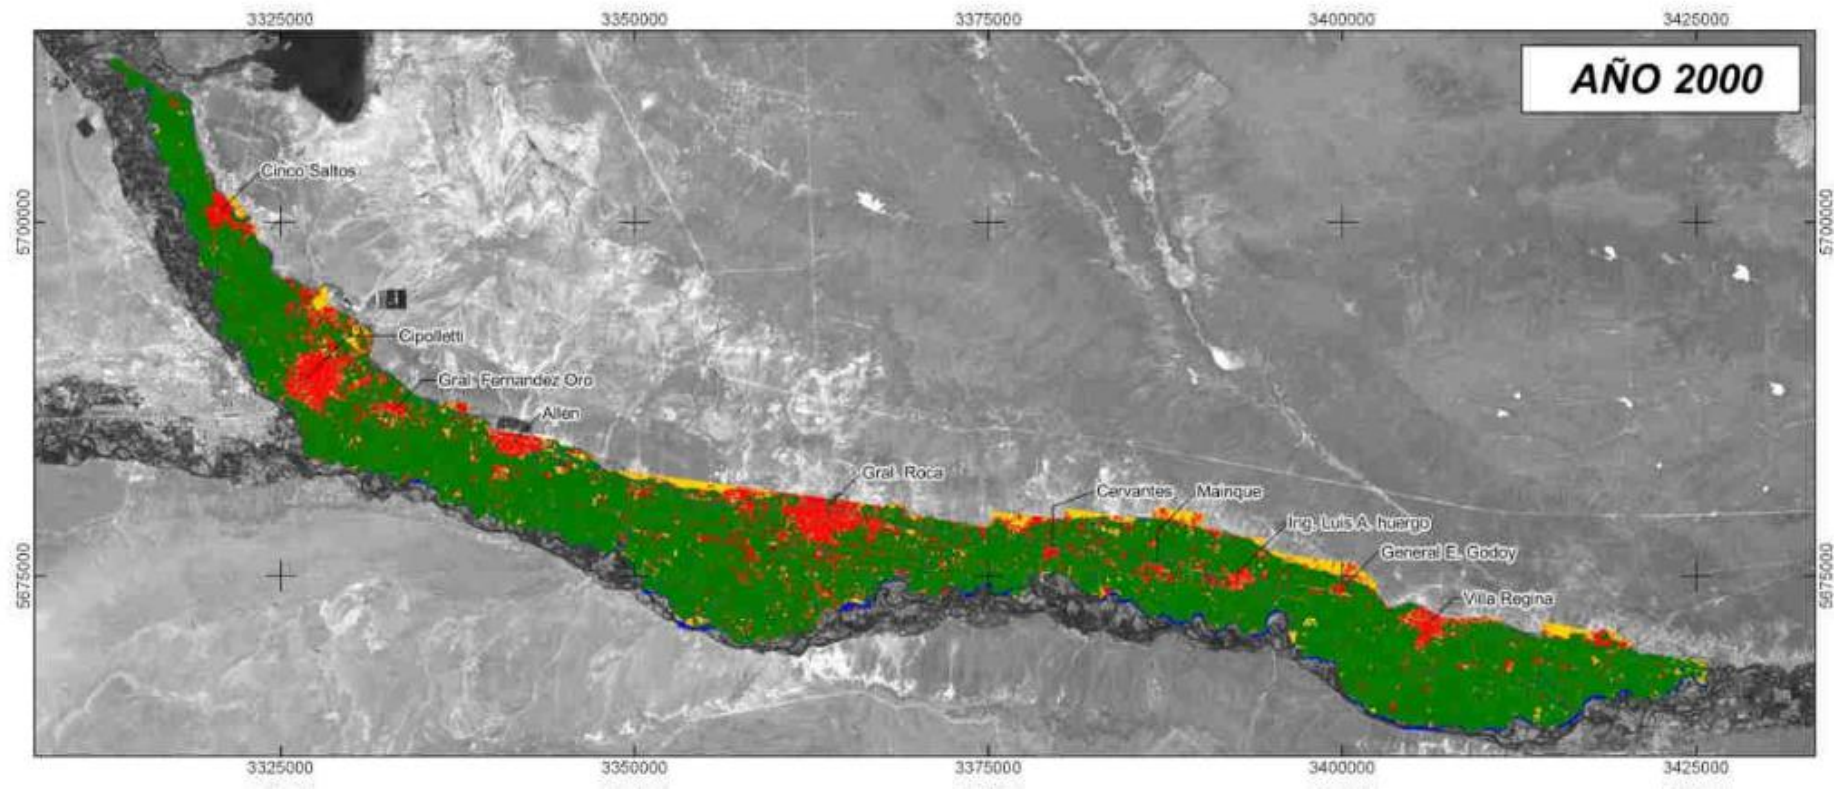 3325000 3350000 3375000 3400000 3425000
AÑO 2000
Cinco Saltos
5700000 5700000
Cipolletti
Gral. Fernandez Oro
Allen
Gral. Roca
Cervantes Mainque
Ing. Luis A. huergo
General E. Godoy
5675000 5675000
Villa Regina
3325000 3350000 3375000 3400000 3425000